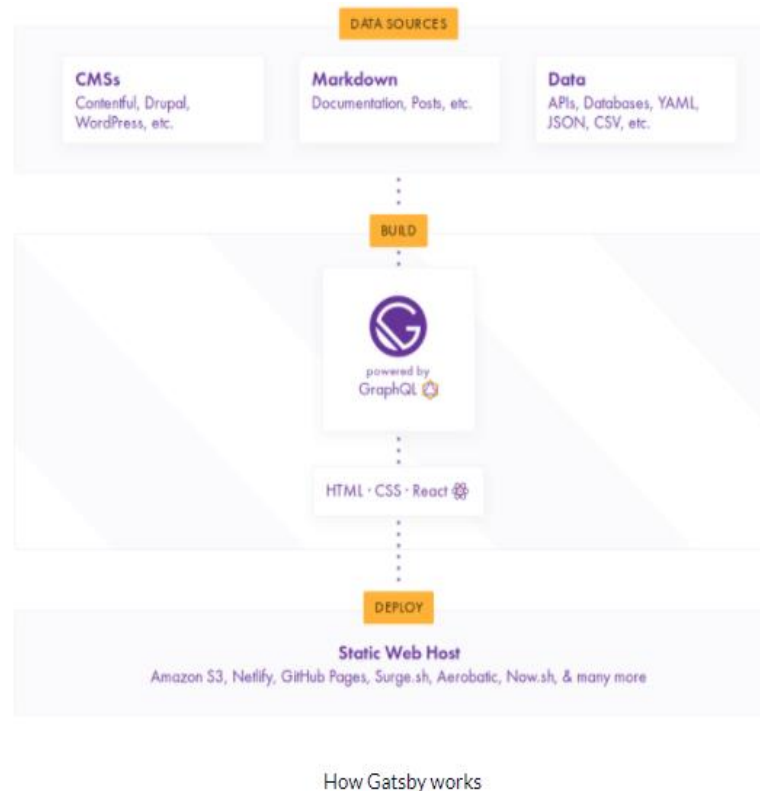 DATA SOURCES
CMSs
Contentful, Drupal,
WordPress, etc.
Markdown
Documentation, Posts, etc.
Data
APIs, Databases, YAML,
JSON, CSV, etc.
BUILD
powered by
GraphQL
HTML · CSS · React
DEPLOY
Static Web Host
Amazon S3, Netlify, GitHub Pages, Surge.sh, Aerobatic, Now.sh, & many more
How Gatsby works